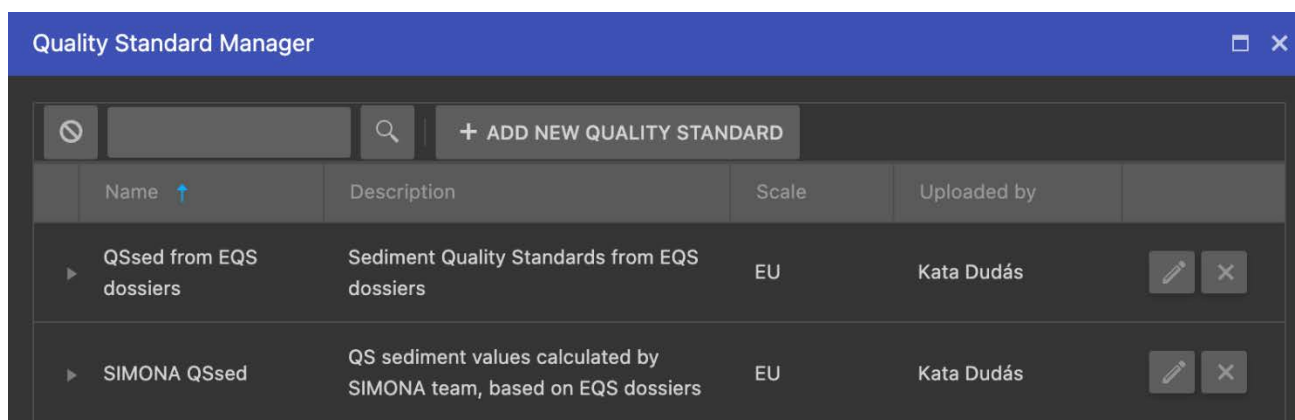 Quality Standard Manager
+ ADD NEW QUALITY STANDARD
Name Description Scale Uploaded by
QSsed from EQS dossiers Sediment Quality Standards from EQS dossiers EU Kata Dudás
SIMONA QSsed QS sediment values calculated by SIMONA team, based on EQS dossiers EU Kata Dudás